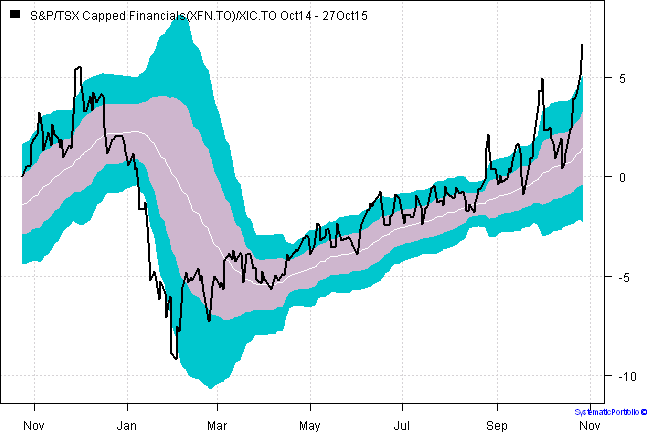 S&P/TSX Capped Financials(XFN.TO)/XIC.TO Oct14 - 27Oct15
5
0
-5
-10
Nov Jan Mar May Jul Sep Nov
SystematicPortfolio ©